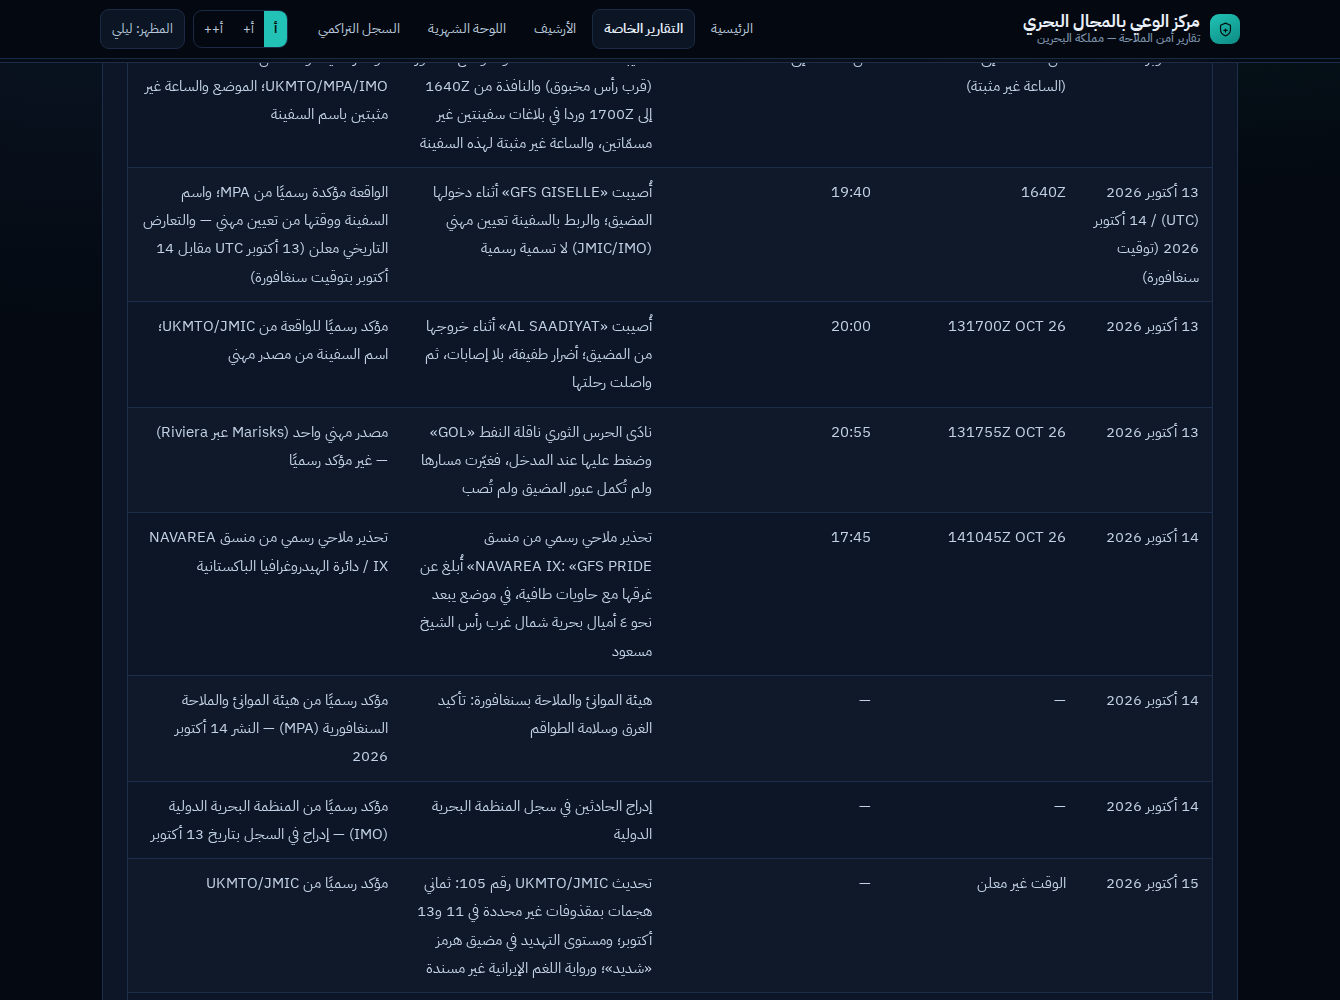 مركز الوعي بالمجال البحري
تقارير أمن الملاحة — مملكة البحرين
الرئيسية
التقارير الخاصة
الأرشيف
اللوحة الشهرية
السجل التراكمي
أ
أ+
أ++
المظهر: ليلي
(الساعة غير مثبتة)
(قرب رأس مخبوق) والنافذة من 1640Z
إلى 1700Z وردا في بلاغات سفينتين غير
مسمّاتين، والساعة غير مثبتة لهذه السفينة
UKMTO/MPA/IMO؛ الموضع والساعة غير
مثبتين باسم السفينة
13 أكتوبر 2026
(UTC) / 14 أكتوبر
2026 (توقيت
سنغافورة)
1640Z
19:40
أُصيبت «GFS GISELLE» أثناء دخولها
المضيق؛ والربط بالسفينة تعيين مهني
(JMIC/IMO) لا تسمية رسمية
الواقعة مؤكدة رسميًا من MPA؛ واسم
السفينة ووقتها من تعيين مهني — والتعارض
التاريخي معلن (13 أكتوبر UTC مقابل 14
أكتوبر بتوقيت سنغافورة)
13 أكتوبر 2026
131700Z OCT 26
20:00
أُصيبت «AL SAADIYAT» أثناء خروجها
من المضيق؛ أضرار طفيفة، بلا إصابات، ثم
واصلت رحلتها
مؤكد رسميًا للواقعة من UKMTO/JMIC؛
اسم السفينة من مصدر مهني
13 أكتوبر 2026
131755Z OCT 26
20:55
نادَى الحرس الثوري ناقلة النفط «GOL»
وضغط عليها عند المدخل، فغيّرت مسارها
ولم تُكمل عبور المضيق ولم تُصب
مصدر مهني واحد (Marisks عبر Riviera)
— غير مؤكد رسميًا
14 أكتوبر 2026
141045Z OCT 26
17:45
تحذير ملاحي رسمي من منسق
NAVAREA IX: «GFS PRIDE» أُبلغ عن
غرقها مع حاويات طافية، في موضع يبعد
نحو ٤ أميال بحرية شمال غرب رأس الشيخ
مسعود
تحذير ملاحي رسمي من منسق NAVAREA
IX / دائرة الهيدروغرافيا الباكستانية
14 أكتوبر 2026
—
—
هيئة الموانئ والملاحة بسنغافورة: تأكيد
الغرق وسلامة الطواقم
مؤكد رسميًا من هيئة الموانئ والملاحة
السنغافورية (MPA) — النشر 14 أكتوبر
2026
14 أكتوبر 2026
—
—
إدراج الحادثين في سجل المنظمة البحرية
الدولية
مؤكد رسميًا من المنظمة البحرية الدولية
(IMO) — إدراج في السجل بتاريخ 13 أكتوبر
15 أكتوبر 2026
الوقت غير معلن
—
تحديث UKMTO/JMIC رقم 105: ثماني
هجمات بمقذوفات غير محددة في 11 و13
أكتوبر؛ ومستوى التهديد في مضيق هرمز
«شديد»؛ ورواية اللغم الإيرانية غير مسندة
مؤكد رسميًا من UKMTO/JMIC